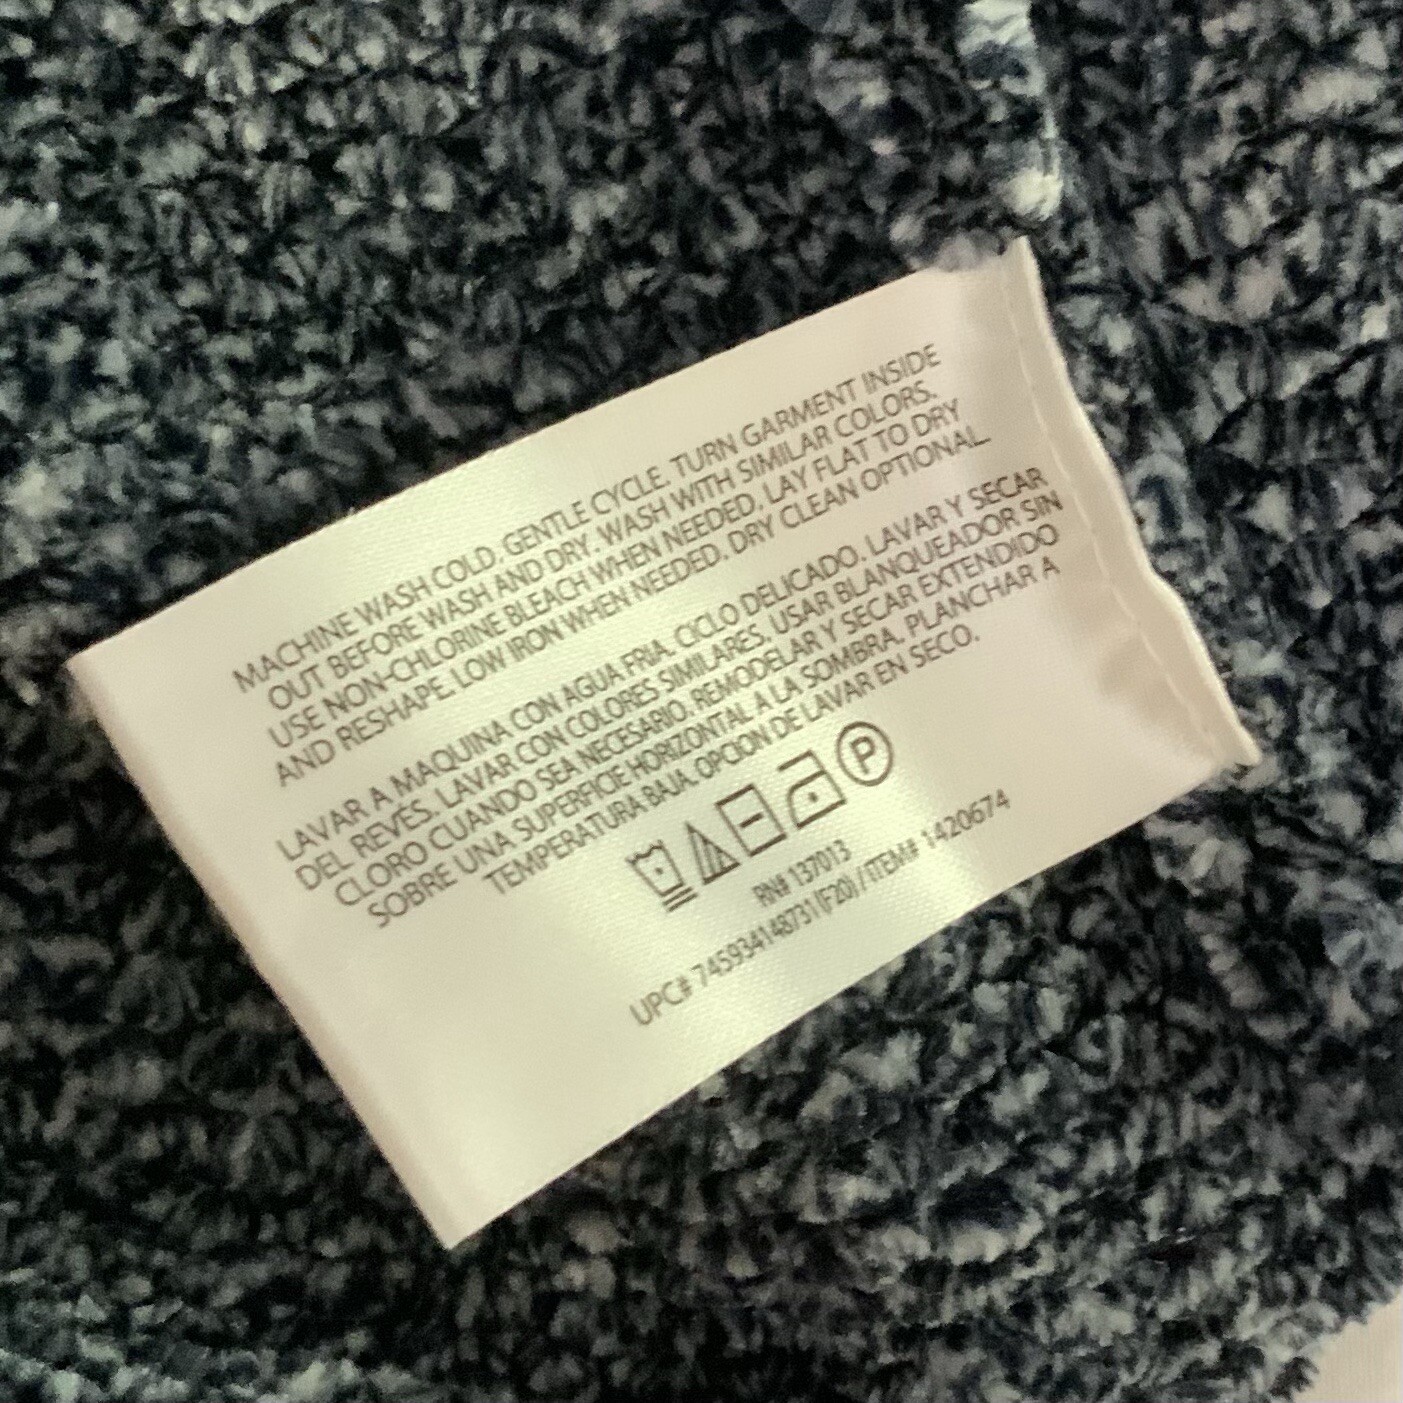 MACHINE WASH COLD. GENTLE CYCLE. TURN GARMENT INSIDE
OUT BEFORE WASH AND DRY. WASH WITH SIMILAR COLORS.
USE NON-CHLORINE BLEACH WHEN NEEDED, LAY FLAT TO DRY
AND RESHAPE. LOW IRON WHEN NEEDED. DRY CLEAN OPTIONAL.
LAVAR A MAQUINA CON AGUA FRIA. CICLO DELICADO. LAVAR Y SECAR
DEL REVÉS. LAVAR CON COLORES SIMILARES. USAR BLANQUEADOR SIN
CLORO CUANDO SEA NECESARIO. REMODELAR Y SECAR EXTENDIDO
SOBRE UNA SUPERFICIE HORIZONTAL A LA SOMBRA. PLANCHAR A
TEMPERATURA BAJA. OPCION DE LAVAR EN SECO.
P
RN# 137013
UPC# 745934148731(F20) / ITEM# 1420674